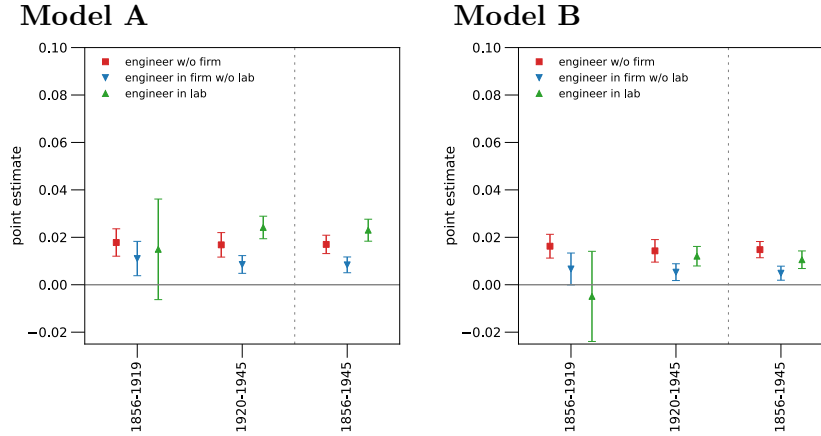 Model A
point estimate
0.10
0.08
0.06
0.04
0.02
0.00
−0.02
engineer w/o firm
engineer in firm w/o lab
engineer in lab
1856-1919
1920-1945
1856-1945
Model B
point estimate
0.10
0.08
0.06
0.04
0.02
0.00
−0.02
engineer w/o firm
engineer in firm w/o lab
engineer in lab
1856-1919
1920-1945
1856-1945